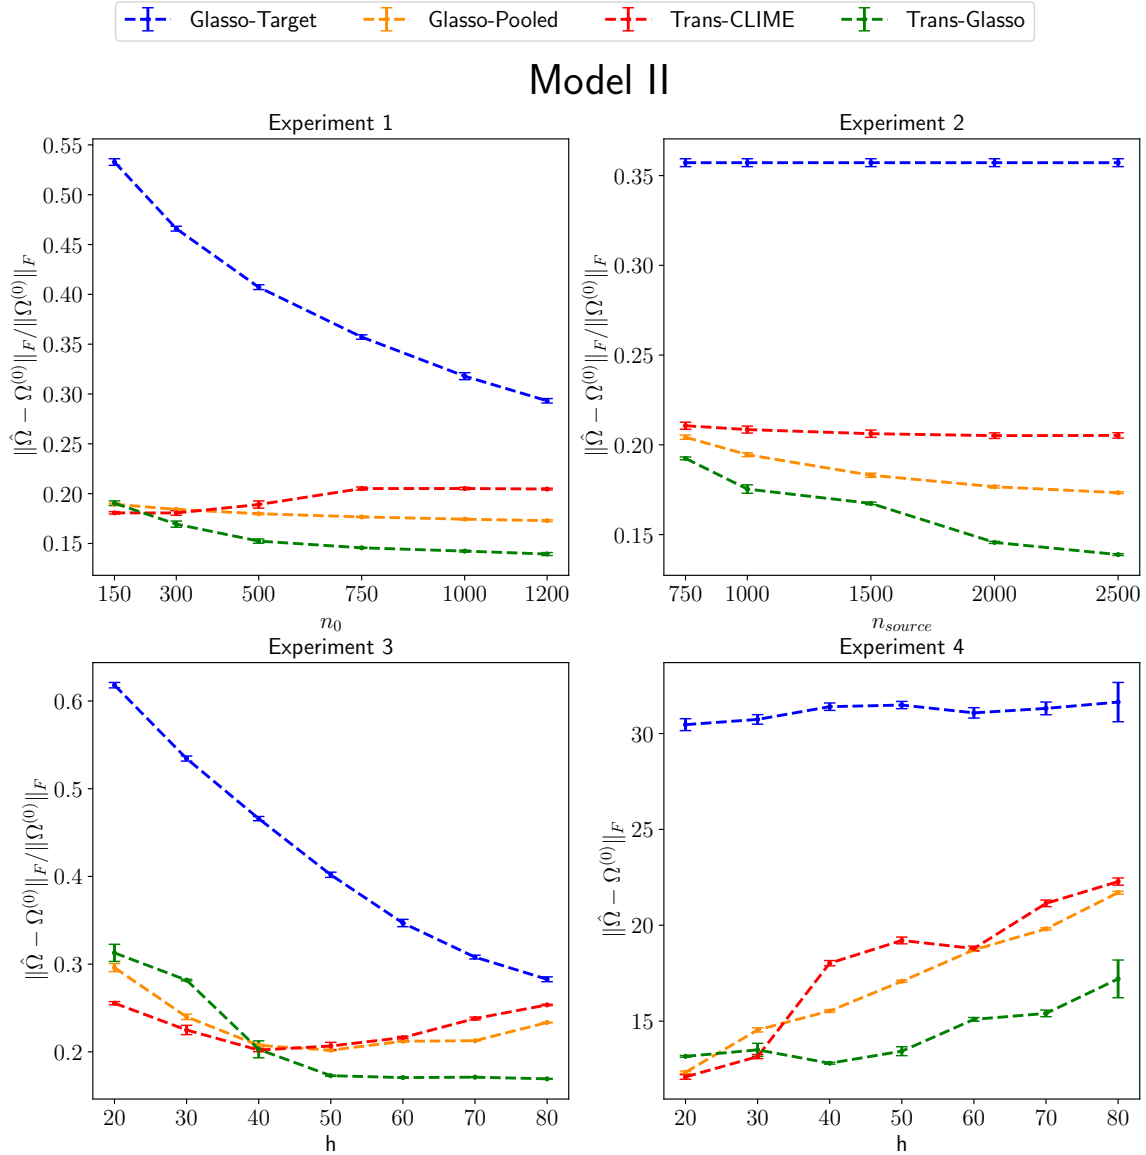 Glasso-Target Glasso-Pooled Trans-CLIME Trans-Glasso
Model II
Experiment 1
0.55
0.50
0.45
0.40
0.35
0.30
0.25
0.20
0.15
||Ω̂ − Ω⁽⁰⁾||_F/||Ω⁽⁰⁾||_F
150 300 500 750 1000 1200
n₀
Experiment 2
0.35
0.30
0.25
0.20
0.15
||Ω̂ − Ω⁽⁰⁾||_F/||Ω⁽⁰⁾||_F
750 1000 1500 2000 2500
n_source
Experiment 3
0.6
0.5
0.4
0.3
0.2
||Ω̂ − Ω⁽⁰⁾||_F/||Ω⁽⁰⁾||_F
20 30 40 50 60 70 80
h
Experiment 4
30
25
20
15
||Ω̂ − Ω⁽⁰⁾||_F
20 30 40 50 60 70 80
h